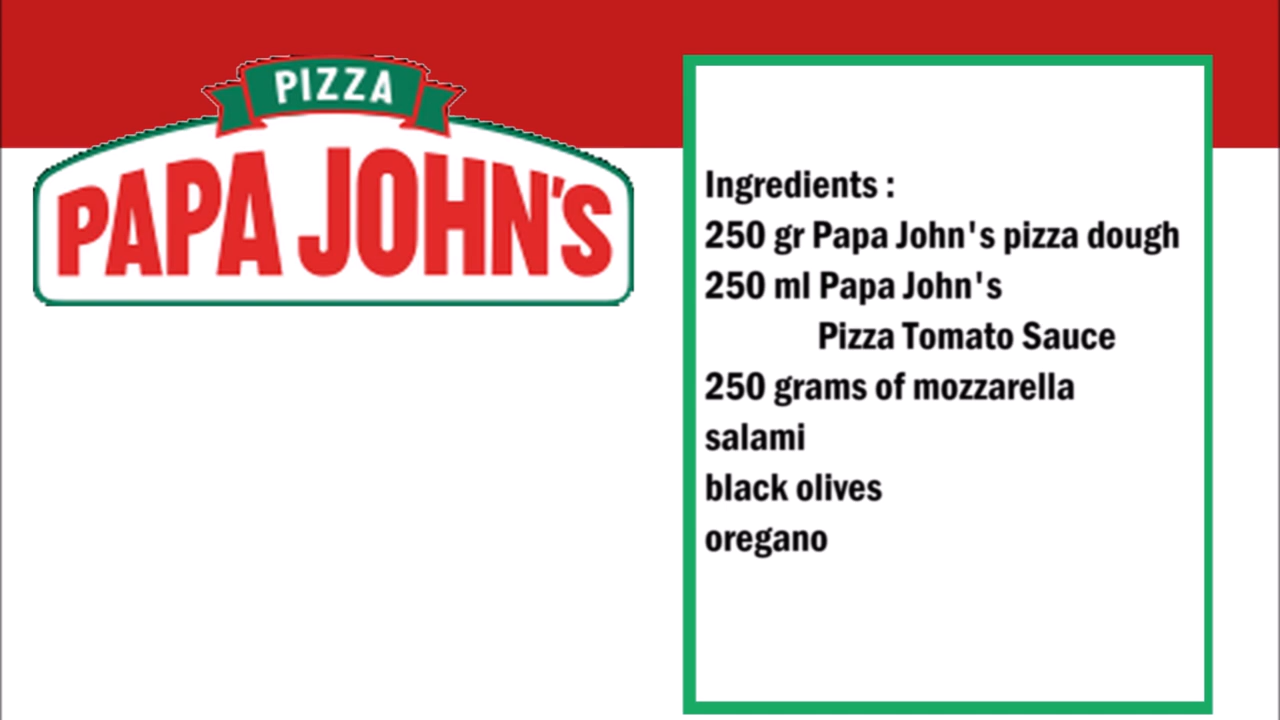 PIZZA
PAPA JOHN'S
Ingredients :
250 gr Papa John's pizza dough
250 ml Papa John's
Pizza Tomato Sauce
250 grams of mozzarella
salami
black olives
oregano